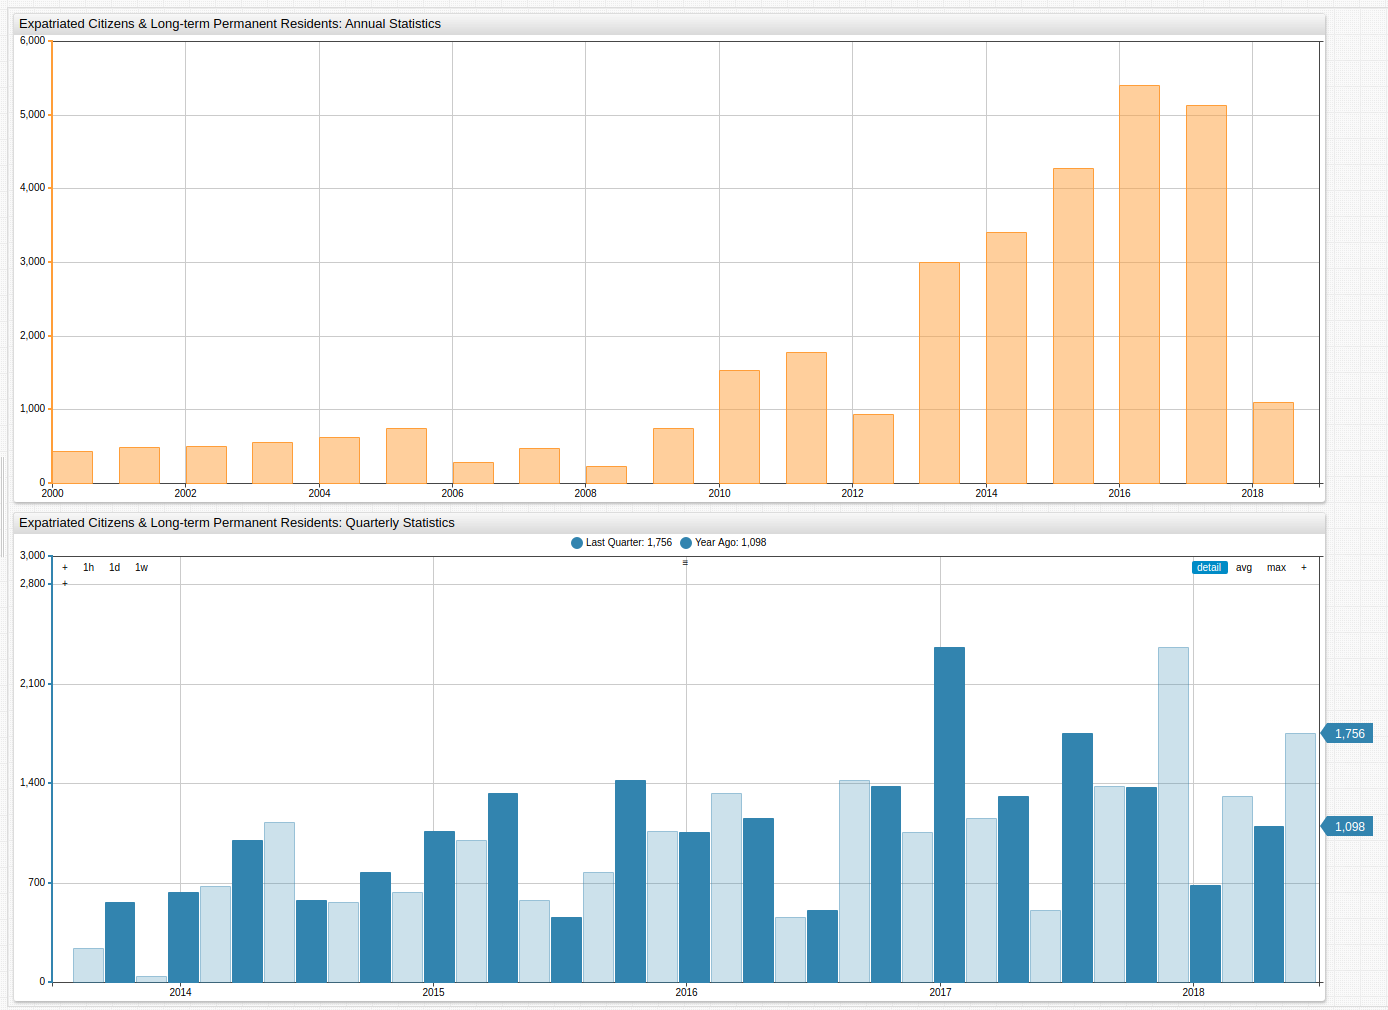 Expatriated Citizens & Long-term Permanent Residents: Annual Statistics
6,000
5,000
4,000
3,000
2,000
1,000
0
2000 2002 2004 2006 2008 2010 2012 2014 2016 2018
Expatriated Citizens & Long-term Permanent Residents: Quarterly Statistics
Last Quarter: 1,756 Year Ago: 1,098
3,000
+ 1h 1d 1w ≡ detail avg max +
2,800 +
2,100
1,756
1,400
1,098
700
0
2014 2015 2016 2017 2018